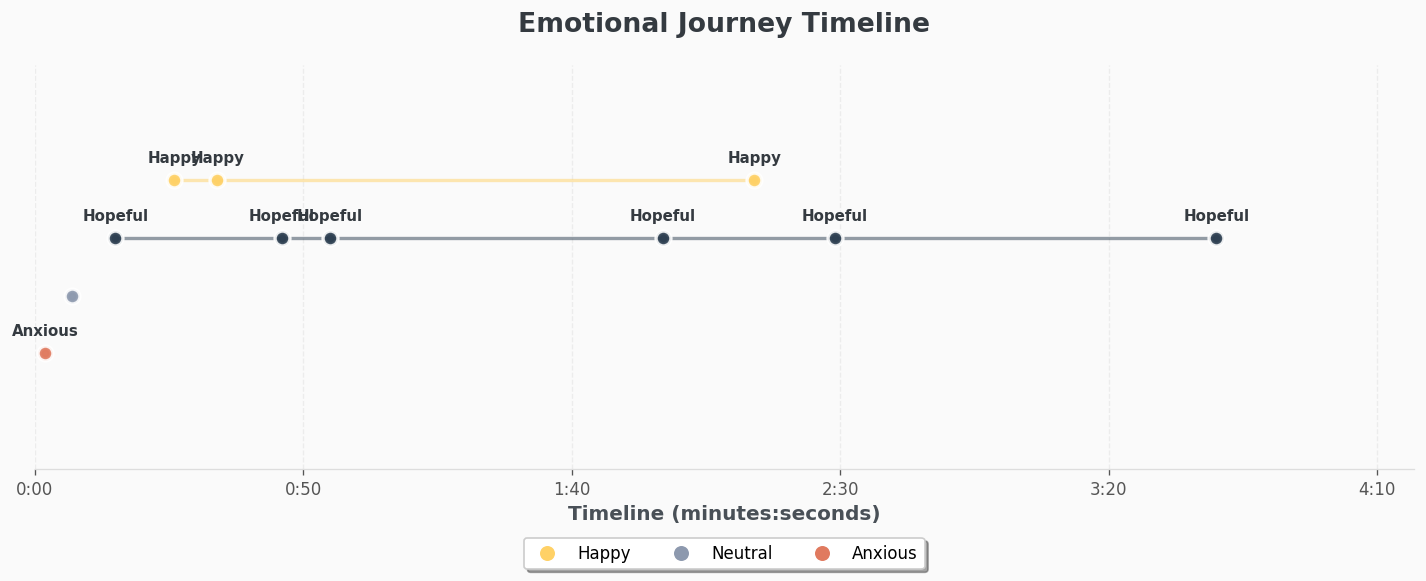 Emotional Journey Timeline
Happy Happy Happy
Hopeful Hopeful Hopeful Hopeful Hopeful Hopeful
Anxious
0:00 0:50 1:40 2:30 3:20 4:10
Timeline (minutes:seconds)
Happy Neutral Anxious